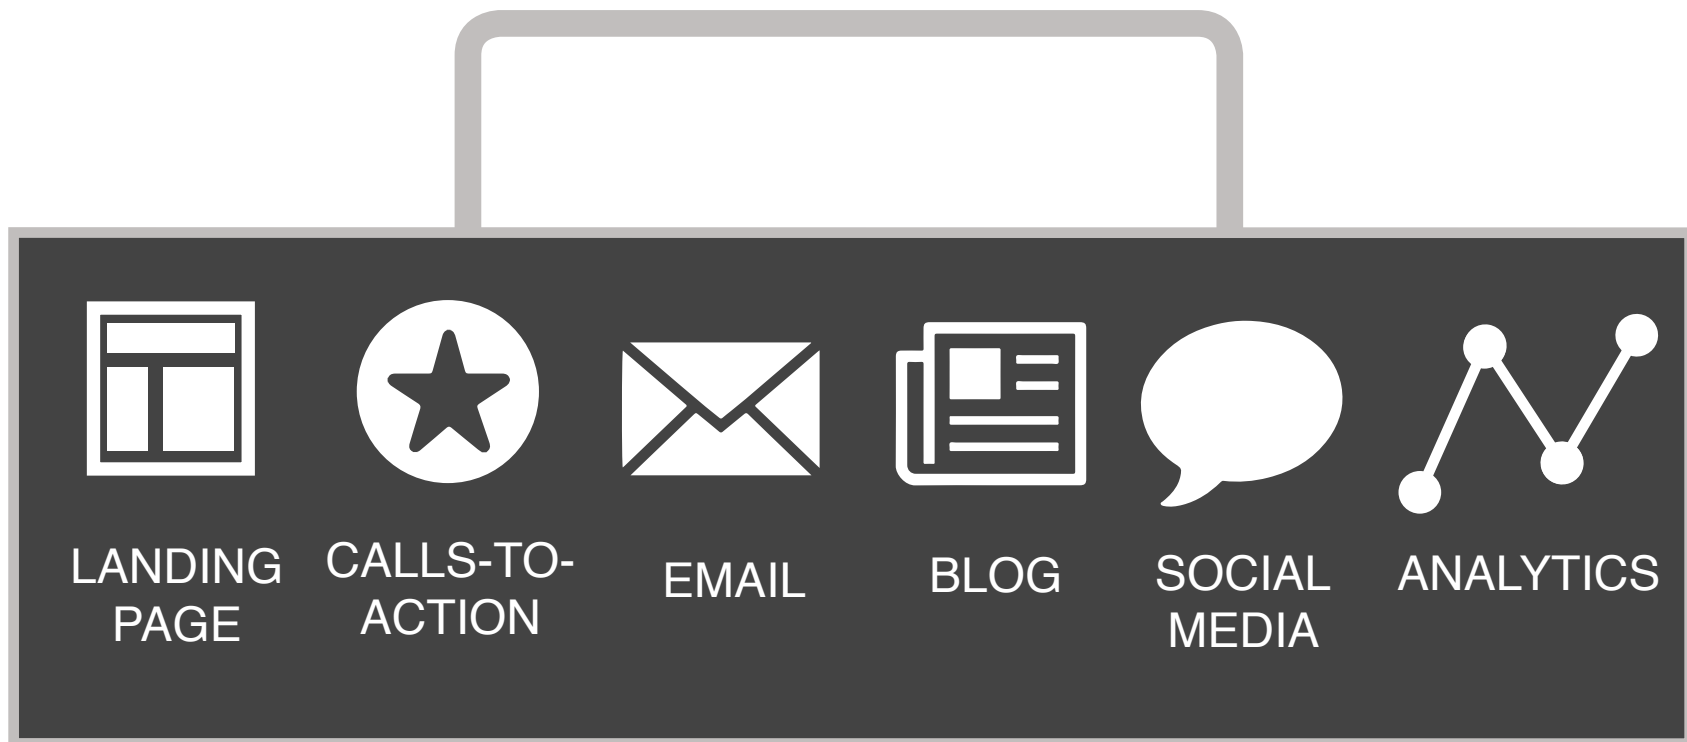 LANDING
PAGE
CALLS-TO-
ACTION
EMAIL
BLOG
SOCIAL
MEDIA
ANALYTICS